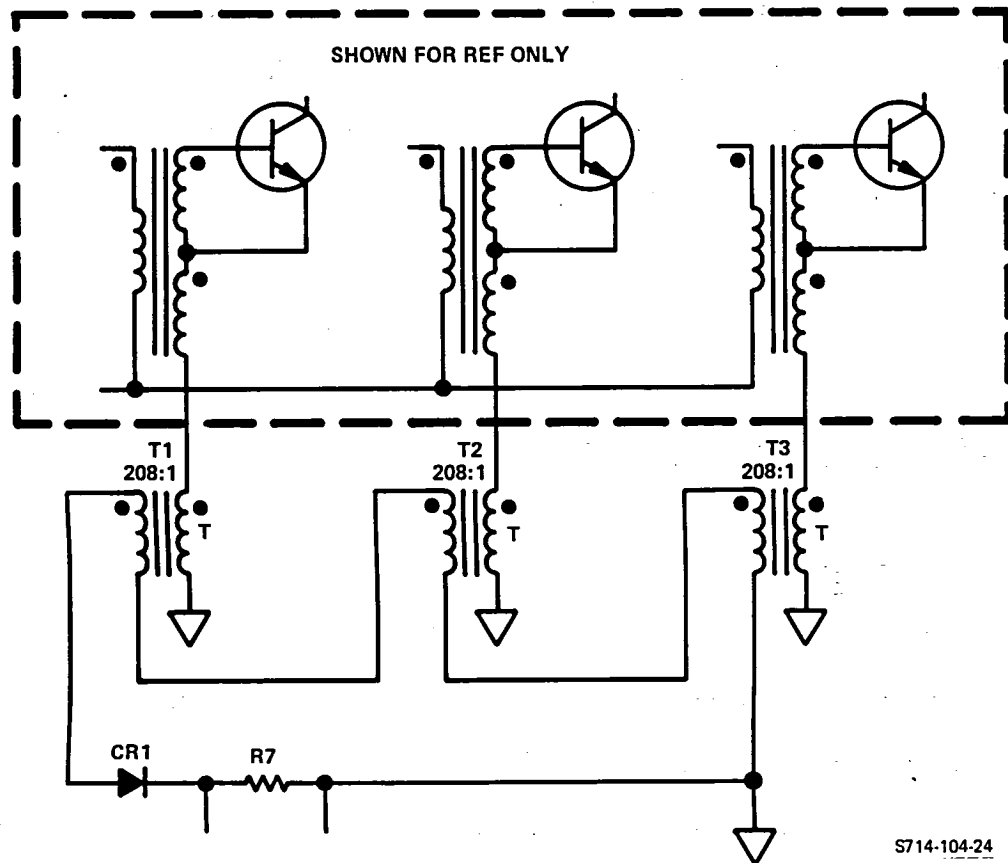 SHOWN FOR REF ONLY
T1
208:1
T2
208:1
T3
208:1
T
T
T
CR1
R7
S714-104-24